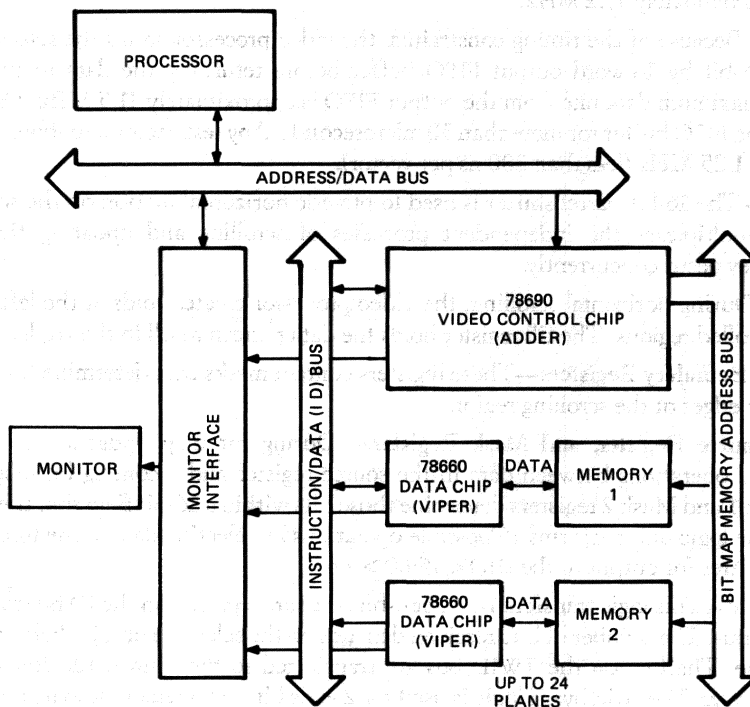 PROCESSOR
ADDRESS/DATA BUS
78690
VIDEO CONTROL CHIP
(ADDER)
MONITOR
INTERFACE
INSTRUCTION/DATA (I D) BUS
BIT MAP MEMORY ADDRESS BUS
MONITOR
78660
DATA CHIP
(VIPER)
DATA
MEMORY
1
78660
DATA CHIP
(VIPER)
DATA
MEMORY
2
UP TO 24
PLANES